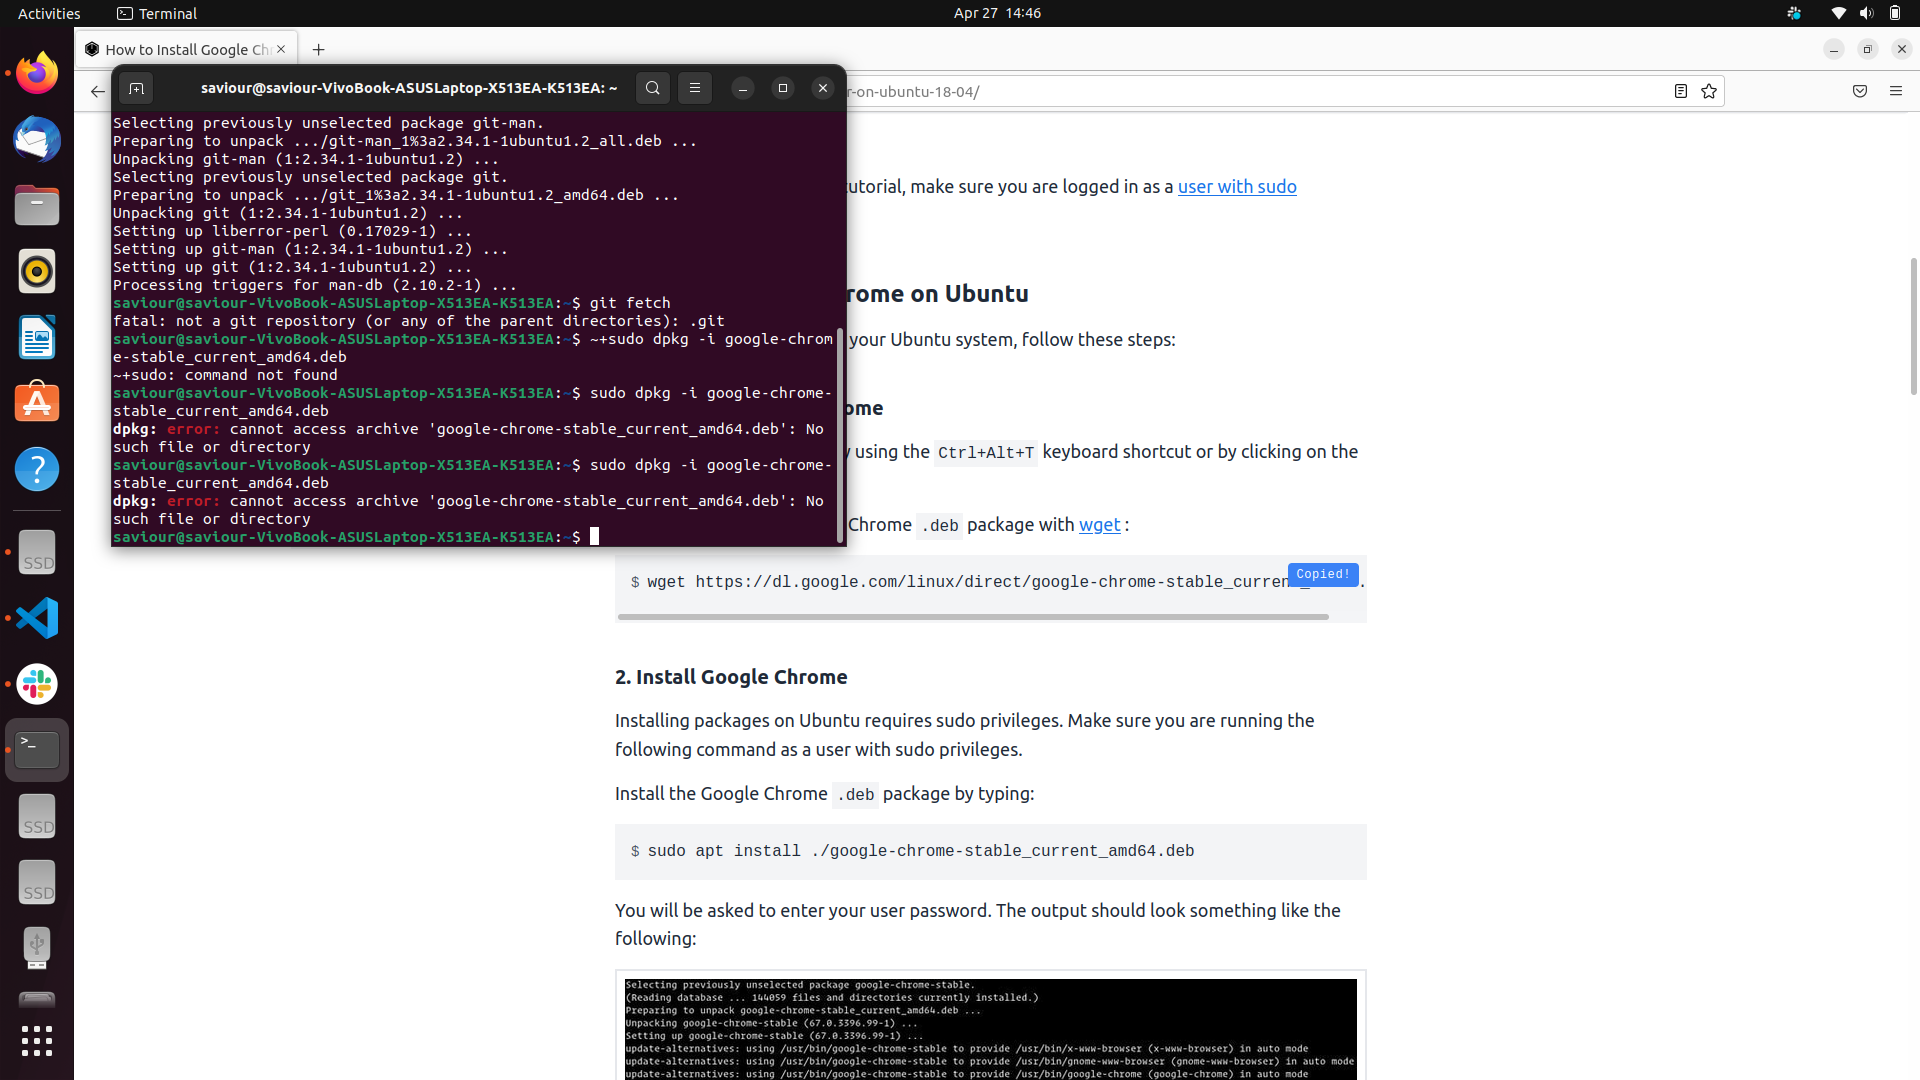 Activities
Terminal
Apr 27 14:46
How to Install Google Ch
saviour@saviour-VivoBook-ASUSLaptop-X513EA-K513EA: ~
r-on-ubuntu-18-04/
Selecting previously unselected package git-man.
Preparing to unpack .../git-man_1%3a2.34.1-1ubuntu1.2_all.deb ...
Unpacking git-man (1:2.34.1-1ubuntu1.2) ...
Selecting previously unselected package git.
Preparing to unpack .../git_1%3a2.34.1-1ubuntu1.2_amd64.deb ...
Unpacking git (1:2.34.1-1ubuntu1.2) ...
Setting up liberror-perl (0.17029-1) ...
Setting up git-man (1:2.34.1-1ubuntu1.2) ...
Setting up git (1:2.34.1-1ubuntu1.2) ...
Processing triggers for man-db (2.10.2-1) ...
saviour@saviour-VivoBook-ASUSLaptop-X513EA-K513EA:~$ git fetch
fatal: not a git repository (or any of the parent directories): .git
saviour@saviour-VivoBook-ASUSLaptop-X513EA-K513EA:~$ ~+sudo dpkg -i google-chrom
e-stable_current_amd64.deb
~+sudo: command not found
saviour@saviour-VivoBook-ASUSLaptop-X513EA-K513EA:~$ sudo dpkg -i google-chrome-
stable_current_amd64.deb
dpkg: error: cannot access archive 'google-chrome-stable_current_amd64.deb': No
such file or directory
saviour@saviour-VivoBook-ASUSLaptop-X513EA-K513EA:~$ sudo dpkg -i google-chrome-
stable_current_amd64.deb
dpkg: error: cannot access archive 'google-chrome-stable_current_amd64.deb': No
such file or directory
saviour@saviour-VivoBook-ASUSLaptop-X513EA-K513EA:~$
utorial, make sure you are logged in as a user with sudo
rome on Ubuntu
your Ubuntu system, follow these steps:
ome
y using the Ctrl+Alt+T keyboard shortcut or by clicking on the
Chrome .deb package with wget :
$ wget https://dl.google.com/linux/direct/google-chrome-stable_curren
Copied!
2. Install Google Chrome
Installing packages on Ubuntu requires sudo privileges. Make sure you are running the
following command as a user with sudo privileges.
Install the Google Chrome .deb package by typing:
$ sudo apt install ./google-chrome-stable_current_amd64.deb
You will be asked to enter your user password. The output should look something like the
following:
Selecting previously unselected package google-chrome-stable.
(Reading database ... 144059 files and directories currently installed.)
Preparing to unpack google-chrome-stable_current_amd64.deb ...
Unpacking google-chrome-stable (67.0.3396.99-1) ...
Setting up google-chrome-stable (67.0.3396.99-1) ...
update-alternatives: using /usr/bin/google-chrome-stable to provide /usr/bin/x-www-browser (x-www-browser) in auto mode
update-alternatives: using /usr/bin/google-chrome-stable to provide /usr/bin/gnome-www-browser (gnome-www-browser) in auto mode
update-alternatives: using /usr/bin/google-chrome-stable to provide /usr/bin/google-chrome (google-chrome) in auto mode
SSD
SSD
SSD